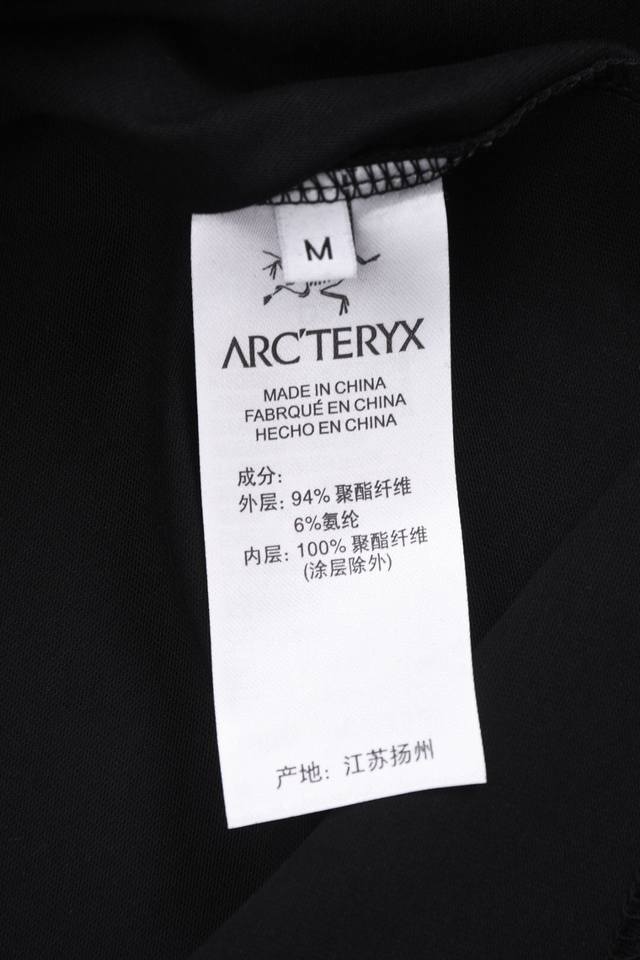 M
ARC'TERYX
MADE IN CHINA
FABRQUÉ EN CHINA
HECHO EN CHINA
成分:
外层: 94% 聚酯纤维
6%氨纶
内层: 100% 聚酯纤维
(涂层除外)
产地: 江苏扬州